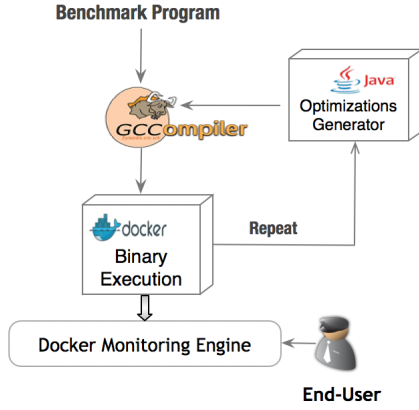 Benchmark Program
Java
Optimizations
Generator
GCCompiler
docker
Repeat
Binary
Execution
Docker Monitoring Engine
End-User